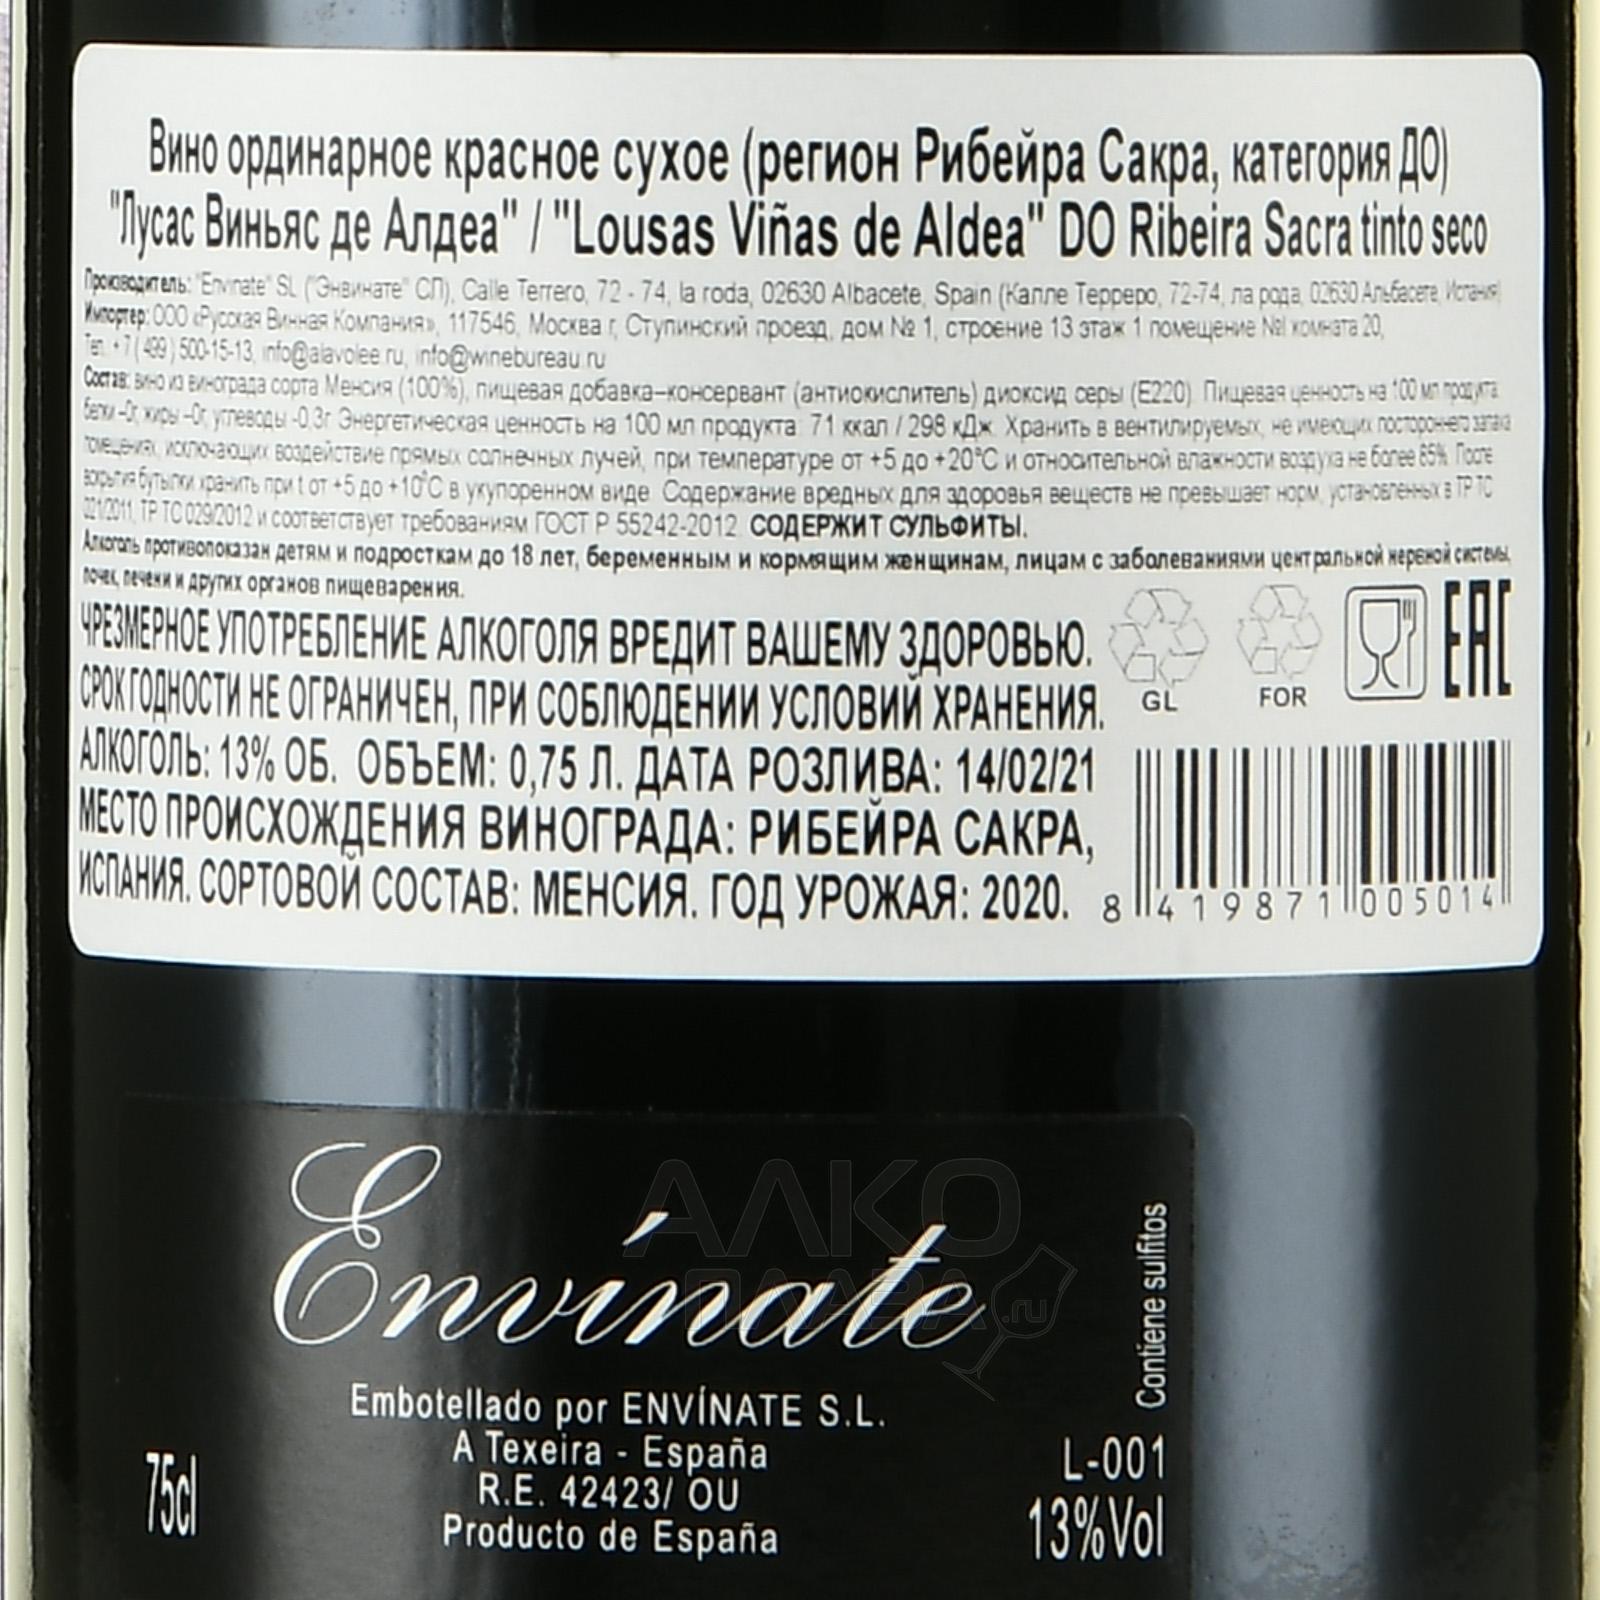 Вино ординарное красное сухое (регион Рибейра Сакра, категория ДО)
"Лусас Виньяс де Алдеа" / "Lousas Viñas de Aldea" DO Ribeira Sacra tinto seco
Производитель: "Envinate" SL ("Энвинате" СЛ), Calle Terrero, 72 - 74, la roda, 02630 Albacete, Spain (Калле Терреро, 72-74, ла рода, 02630 Альбасете, Испания)
Импортер: ООО «Русская Винная Компания», 117546, Москва г, Ступинский проезд, дом № 1, строение 13 этаж 1 помещение №I комната 20,
Тел. +7 ( 499 ) 500-15-13, info@alavolee.ru, info@winebureau.ru
Состав: вино из винограда сорта Менсия (100%), пищевая добавка–консервант (антиокислитель) диоксид серы (Е220). Пищевая ценность на 100 мл продукта:
белки –0г, жиры –0г, углеводы -0,3г. Энергетическая ценность на 100 мл продукта: 71 ккал / 298 кДж. Хранить в вентилируемых, не имеющих постороннего запаха
помещениях, исключающих воздействие прямых солнечных лучей, при температуре от +5 до +20°С и относительной влажности воздуха не более 85%. После
вскрытия бутылки хранить при t от +5 до +10°С в укупоренном виде. Содержание вредных для здоровья веществ не превышает норм, установленных в ТР ТС
021/2011, ТР ТС 029/2012 и соответствует требованиям ГОСТ Р 55242-2012. СОДЕРЖИТ СУЛЬФИТЫ.
Алкоголь противопоказан детям и подросткам до 18 лет, беременным и кормящим женщинам, лицам с заболеваниями центральной нервной системы,
почек, печени и других органов пищеварения.
ЧРЕЗМЕРНОЕ УПОТРЕБЛЕНИЕ АЛКОГОЛЯ ВРЕДИТ ВАШЕМУ ЗДОРОВЬЮ.
СРОК ГОДНОСТИ НЕ ОГРАНИЧЕН, ПРИ СОБЛЮДЕНИИ УСЛОВИЙ ХРАНЕНИЯ.
АЛКОГОЛЬ: 13% ОБ. ОБЪЕМ: 0,75 Л. ДАТА РОЗЛИВА: 14/02/21
МЕСТО ПРОИСХОЖДЕНИЯ ВИНОГРАДА: РИБЕЙРА САКРА,
ИСПАНИЯ. СОРТОВОЙ СОСТАВ: МЕНСИЯ. ГОД УРОЖАЯ: 2020.
GL FOR EAC
8 419871 005014
Envínate
АЛКО
ПЛАЗА.ru
Contiene sulfitos
Embotellado por ENVÍNATE S.L.
A Texeira - España
R.E. 42423/ OU
Producto de España
75cl
L-001
13%Vol